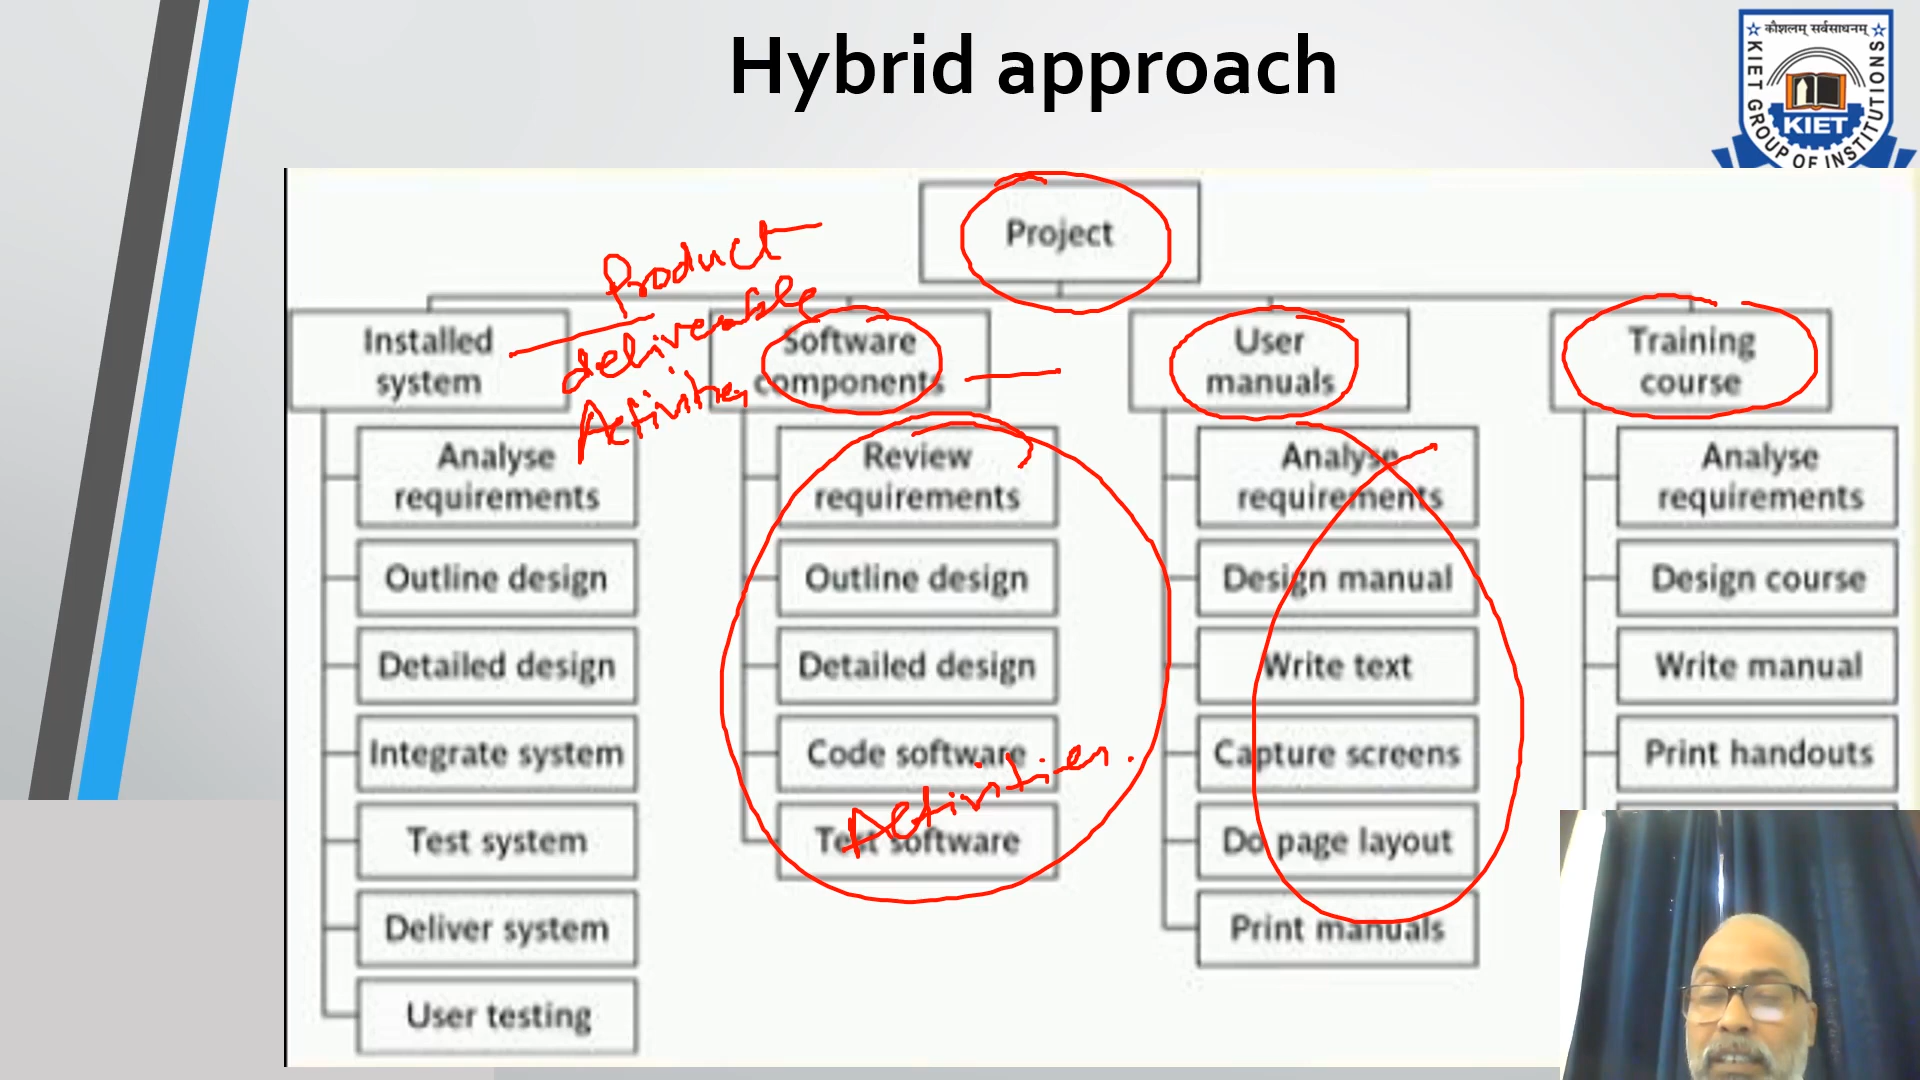 Hybrid approach
कौशलम् सर्वसाधनम्
KIET GROUP OF INSTITUTIONS
KIET
Project
Product
deliverable
Activities
Installed
system
Software
components
User
manuals
Training
course
Analyse
requirements
Outline design
Detailed design
Integrate system
Test system
Deliver system
User testing
Review
requirements
Outline design
Detailed design
Code software
Activities.
Test software
Analyse
requirements
Design manual
Write text
Capture screens
Do page layout
Print manuals
Analyse
requirements
Design course
Write manual
Print handouts